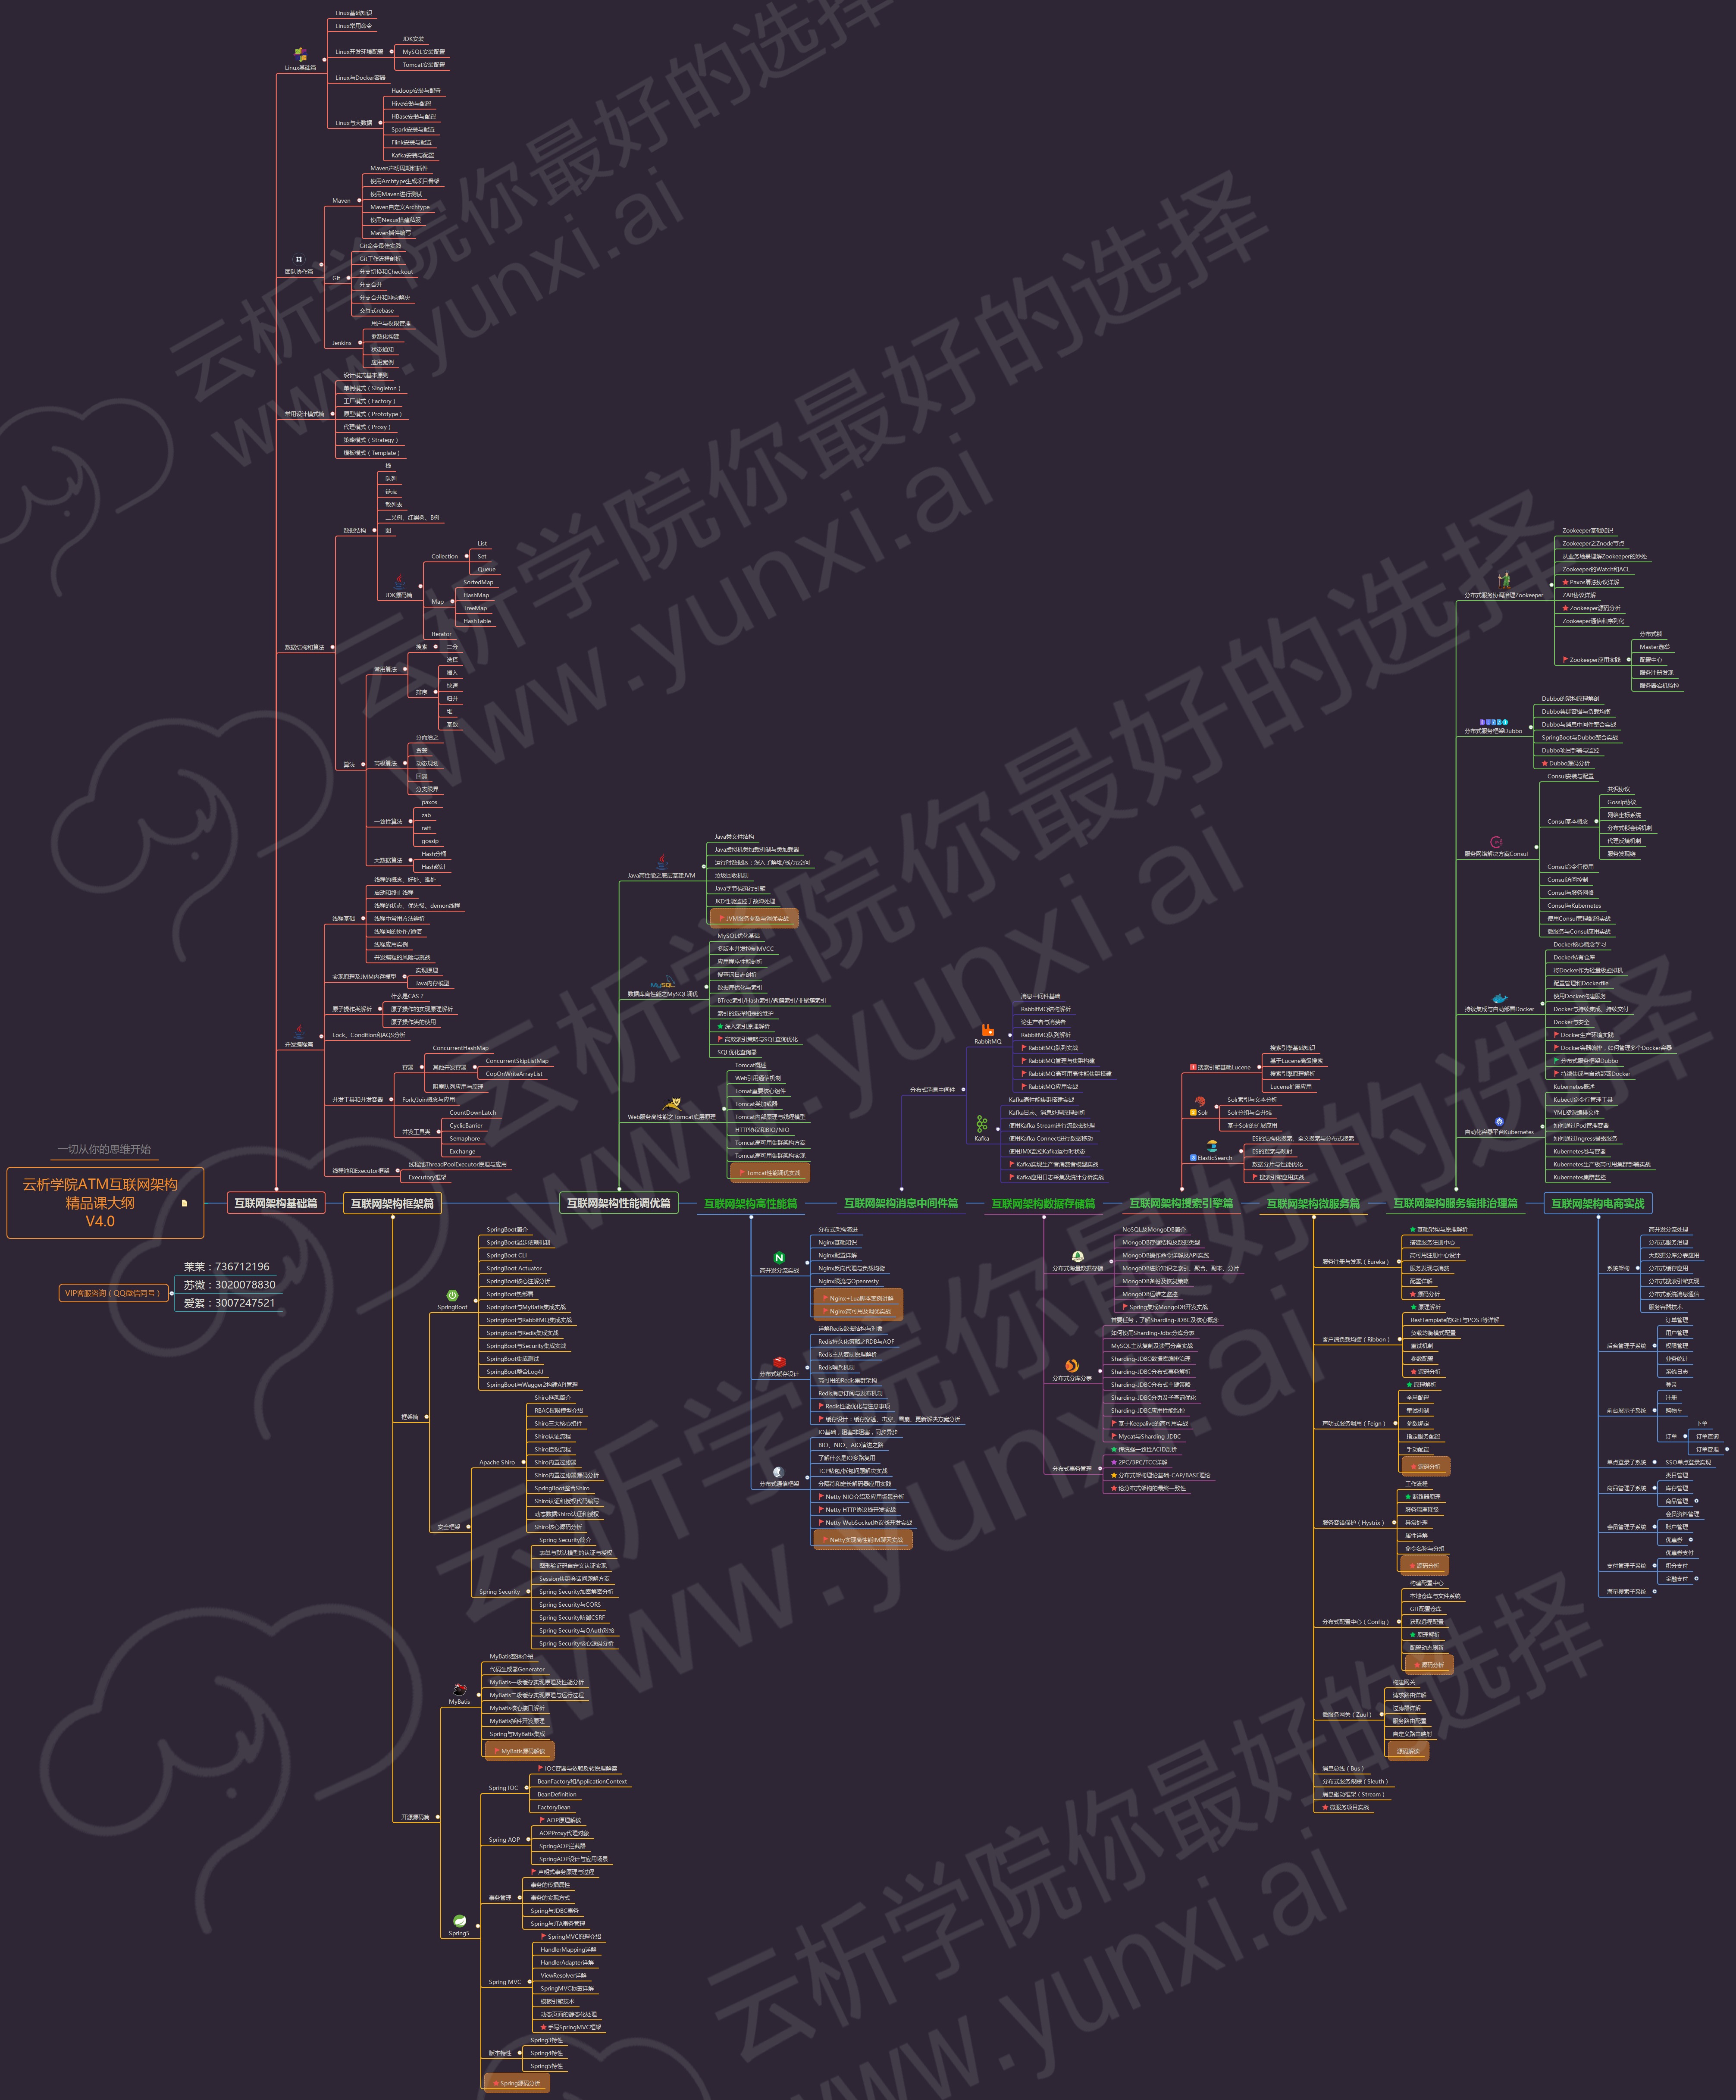 一切从你的思维开始
云析学院ATM互联网架构
精品课大纲
V4.0
VIP客服咨询（QQ微信同号）
茉茉：736712196
苏微：3020078830
爱絮：3007247521
互联网架构基础篇
Linux基础篇
Linux基础知识
Linux常用命令
Linux开发环境配置
JDK安装
MySQL安装配置
Tomcat安装配置
Linux与Docker容器
Linux与大数据
Hadoop安装与配置
Hive安装与配置
HBase安装与配置
Spark安装与配置
Flink安装与配置
Kafka安装与配置
团队协作篇
Maven
Maven声明周期和插件
使用Archtype生成项目骨架
使用Maven进行测试
Maven自定义Archtype
使用Nexus搭建私服
Maven插件编写
Git
Git命令最佳实践
Git工作流程剖析
分支切换和Checkout
分支合并
分支合并和冲突解决
交互式rebase
Jenkins
用户与权限管理
参数化构建
状态通知
应用案例
常用设计模式篇
设计模式基本原则
单例模式（Singleton）
工厂模式（Factory）
原型模式（Prototype）
代理模式（Proxy）
策略模式（Strategy）
模板模式（Template）
数据结构和算法
数据结构
栈
队列
链表
散列表
二叉树、红黑树、B树
图
JDK源码篇
Collection
List
Set
Queue
Map
SortedMap
HashMap
TreeMap
HashTable
Iterator
算法
常用算法
搜索
二分
排序
选择
插入
快速
归并
堆
基数
高级算法
分而治之
贪婪
动态规划
回溯
分支限界
一致性算法
paxos
zab
raft
gossip
大数据算法
Hash分桶
Hash统计
并发编程篇
线程基础
线程的概念、好处、难处
启动和终止线程
线程的状态、优先级、demon线程
线程中常用方法辨析
线程间的协作/通信
线程应用实例
并发编程的风险与挑战
实现原理及JMM内存模型
实现原理
Java内存模型
原子操作类解析
什么是CAS？
原子操作的实现原理解析
原子操作类的使用
Lock、Condition和AQS分析
并发工具和并发容器
容器
ConcurrentHashMap
其他并发容器
ConcurrentSkipListMap
CopOnWriteArrayList
阻塞队列应用与原理
Fork/Join概念与应用
并发工具类
CountDownLatch
CyclicBarrier
Semaphore
Exchange
线程池和Executor框架
线程池ThreadPoolExecutor原理与应用
Executory框架
互联网架构框架篇
框架篇
SpringBoot
SpringBoot简介
SpringBoot起步依赖机制
SpringBoot CLI
SpringBoot Actuator
SpringBoot核心注解分析
SpringBoot热部署
SpringBoot与MyBatis集成实战
SpringBoot与RabbitMQ集成实战
SpringBoot与Redis集成实战
SpringBoot与Security集成实战
SpringBoot集成测试
SpringBoot整合Log4J
SpringBoot与Wagger2构建API管理
安全框架
Apache Shiro
Shiro框架简介
RBAC权限模型介绍
Shiro三大核心组件
Shiro认证流程
Shiro授权流程
Shiro内置过滤器
Shiro内置过滤器源码分析
SpringBoot整合Shiro
Shiro认证和授权代码编写
动态数据Shiro认证和授权
Shiro核心源码分析
Spring Security
Spring Security简介
表单与默认模型的认证与授权
图形验证码自定义认证实现
Session集群会话问题解方案
Spring Security加密解密分析
Spring Security与CORS
Spring Security防御CSRF
Spring Security与OAuth对接
Spring Security核心源码分析
开源源码篇
MyBatis
MyBatis整体介绍
代码生成器Generator
MyBatis一级缓存实现原理及性能分析
MyBatis二级缓存实现原理与运行过程
Mybatis核心接口解析
MyBatis插件开发原理
Spring与MyBatis集成
MyBatis源码解读
Spring5
Spring IOC
IOC容器与依赖反转原理解读
BeanFactory和ApplicationContext
BeanDefinition
FactoryBean
Spring AOP
AOP原理解读
AOPProxy代理对象
SpringAOP拦截器
SpringAOP设计与应用场景
事务管理
声明式事务原理与过程
事务的传播属性
事务的实现方式
Spring与JDBC事务
Spring与JTA事务管理
Spring MVC
SpringMVC原理介绍
HandlerMapping详解
HandlerAdapter详解
ViewResolver详解
SpringMVC标签详解
模板引擎技术
动态页面的静态化处理
手写SpringMVC框架
版本特性
Spring3特性
Spring4特性
Spring5特性
Spring源码分析
互联网架构性能调优篇
Java高性能之底层基建JVM
Java类文件结构
Java虚拟机类加载机制与类加载器
运行时数据区：深入了解堆/栈/元空间
垃圾回收机制
Java字节码执行引擎
JKD性能监控于故障处理
JVM服务参数与调优实战
数据库高性能之MySQL调优
MySQL优化基础
多版本并发控制MVCC
应用程序性能剖析
慢查询日志剖析
数据库优化与索引
BTree索引/Hash索引/聚簇索引/非聚簇索引
索引的选择和表的维护
深入索引原理解析
高效索引策略与SQL查询优化
SQL优化查询器
Web服务高性能之Tomcat底层原理
Tomcat概述
Web引用通信机制
Tomat重要核心组件
Tomcat类加载器
Tomcat内部原理与线程模型
HTTP协议和BIO/NIO
Tomcat高可用集群架构方案
Tomcat高可用集群架构实现
Tomcat性能调优实战
互联网架构高性能篇
高并发分流实战
分布式架构演进
Nginx基础知识
Nginx配置详解
Nginx反向代理与负载均衡
Nginx限流与Openresty
Nginx+Lua脚本案例详解
Nginx高可用及调优实战
分布式缓存设计
详解Redis数据结构与对象
Redis持久化策略之RDB与AOF
Redis主从复制原理解析
Redis哨兵机制
高可用的Redis集群架构
Redis消息订阅与发布机制
Redis性能优化与注意事项
缓存设计：缓存穿透、击穿、雪崩、更新解决方案分析
分布式通信框架
IO基础，阻塞非阻塞，同步异步
BIO、NIO、AIO演进之路
了解什么是IO多路复用
TCP粘包/拆包问题解决实战
分隔符和定长解码器应用实践
Netty NIO介绍及应用场景分析
Netty HTTP协议栈开发实战
Netty WebSocket协议栈开发实战
Netty实现高性能IM聊天实战
互联网架构消息中间件篇
分布式消息中间件
RabbitMQ
消息中间件基础
RabbitMQ结构解析
论生产者与消费者
RabbitMQ队列解析
RabbitMQ队列实战
RabbitMQ管理与集群构建
RabbitMQ高可用高性能集群搭建
RabbitMQ应用实战
Kafka
Kafka高性能集群搭建实战
Kafka日志、消息处理原理剖析
使用Kafka Stream进行流数据处理
使用Kafka Connect进行数据移动
使用JMX监控Kafka运行时状态
Kafka实现生产者消费者模型实战
Kafka应用日志采集及统计分析实战
互联网架构数据存储篇
分布式海量数据存储
NoSQL及MongoDB简介
MongoDB存储结构及数据类型
MongoDB操作命令详解及API实践
MongoDB进阶知识之索引、聚合、副本、分片
MongoDB备份及恢复策略
MongoDB运维之监控
Spring集成MongoDB开发实战
分布式分库分表
首要任务，了解Sharding-JDBC及核心概念
如何使用Sharding-Jdbc分库分表
MySQL主从复制及读写分离实战
Sharding-JDBC数据库编排治理
Sharding-JDBC分布式事务解析
Sharding-JDBC分布式主键策略
Sharding-JDBC分页及子查询优化
Sharding-JDBC应用性能监控
基于Keepalive的高可用实战
Mycat与Sharding-JDBC
分布式事务管理
传统强一致性ACID剖析
2PC/3PC/TCC详解
分布式架构理论基础-CAP/BASE理论
论分布式架构的最终一致性
互联网架构搜索引擎篇
搜索引擎基础Lucene
搜索引擎基础知识
基于Lucene高级搜索
搜索引擎原理解析
Lucene扩展应用
Solr
Solr索引与文本分析
Solr分组与合并域
基于Solr的扩展应用
ElasticSearch
ES的结构化搜索、全文搜索与分布式搜索
ES的搜索与映射
数据分片与性能优化
搜索引擎应用实战
互联网架构微服务篇
服务注册与发现（Eureka）
基础架构与原理解析
搭建服务注册中心
高可用注册中心设计
服务发现与消费
配置详解
源码分析
客户端负载均衡（Ribbon）
原理解析
RestTemplate的GET与POST等详解
负载均衡模式配置
重试机制
参数配置
源码分析
声明式服务调用（Feign）
原理解析
全局配置
重试机制
参数绑定
指定服务配置
手动配置
源码分析
服务容错保护（Hystrix）
工作流程
断路器原理
服务隔离降级
异常处理
属性详解
命令名称与分组
源码分析
分布式配置中心（Config）
构建配置中心
本地仓库与文件系统
GIT配置仓库
获取远程配置
原理解析
配置动态刷新
源码分析
微服务网关（Zuul）
构建网关
请求路由详解
过滤器详解
服务路由配置
自定义路由映射
源码解读
消息总线（Bus）
分布式服务跟踪（Sleuth）
消息驱动框架（Stream）
微服务项目实战
互联网架构服务编排治理篇
分布式服务协调治理Zookeeper
Zookeeper基础知识
Zookeeper之Znode节点
从业务场景理解Zookeeper的妙处
Zookeeper的Watch和ACL
Paxos算法协议详解
ZAB协议详解
Zookeeper源码分析
Zookeeper通信和序列化
Zookeeper应用实践
分布式锁
Master选举
配置中心
服务注册发现
服务器宕机监控
分布式服务框架Dubbo
Dubbo的架构原理解剖
Dubbo集群容错与负载均衡
Dubbo与消息中间件整合实战
SpringBoot与Dubbo整合实战
Dubbo项目部署与监控
Dubbo源码分析
服务网络解决方案Consul
Consul安装与配置
Consul基本概念
共识协议
Gossip协议
网络坐标系统
分布式锁会话机制
代理反熵机制
服务发现链
Consul命令行使用
Consul访问控制
Consul与服务网格
Consul与Kubernetes
使用Consul管理配置实战
微服务与Consul应用实战
持续集成与自动部署Docker
Docker核心概念学习
Docker私有仓库
将Docker作为轻量级虚拟机
配置管理和Dockerfile
使用Docker构建服务
Docker与持续集成、持续交付
Docker与安全
Docker生产环境实践
Docker容器编排，如何管理多个Docker容器
分布式服务框架Dubbo
持续集成与自动部署Docker
自动化容器平台Kubernetes
Kubernetes概述
Kubectl命令行管理工具
YML资源编排文件
如何通过Pod管理容器
如何通过Ingress暴露服务
Kubernetes卷与容器
Kubernetes生产级高可用集群部署实战
Kubernetes集群监控
互联网架构电商实战
系统架构
高并发分流处理
分布式服务治理
大数据分库分表应用
分布式缓存应用
分布式搜索引擎实现
分布式系统消息通信
服务容器技术
后台管理子系统
订单管理
用户管理
权限管理
业务统计
系统日志
前台展示子系统
登录
注册
购物车
订单
下单
订单查询
订单管理
单点登录子系统
SSO单点登录实现
商品管理子系统
类目管理
库存管理
商品管理
会员管理子系统
会员资料管理
账户管理
优惠券
支付管理子系统
优惠券支付
积分支付
金融支付
海量搜索子系统
云析学院你最好的选择
www.yunxi.ai
云析学院你最好的选择
www.yunxi.ai
云析学院你最好的选择
www.yunxi.ai
云析学院你最好的选择
www.yunxi.ai
云析学院你最好的选择
www.yunxi.ai